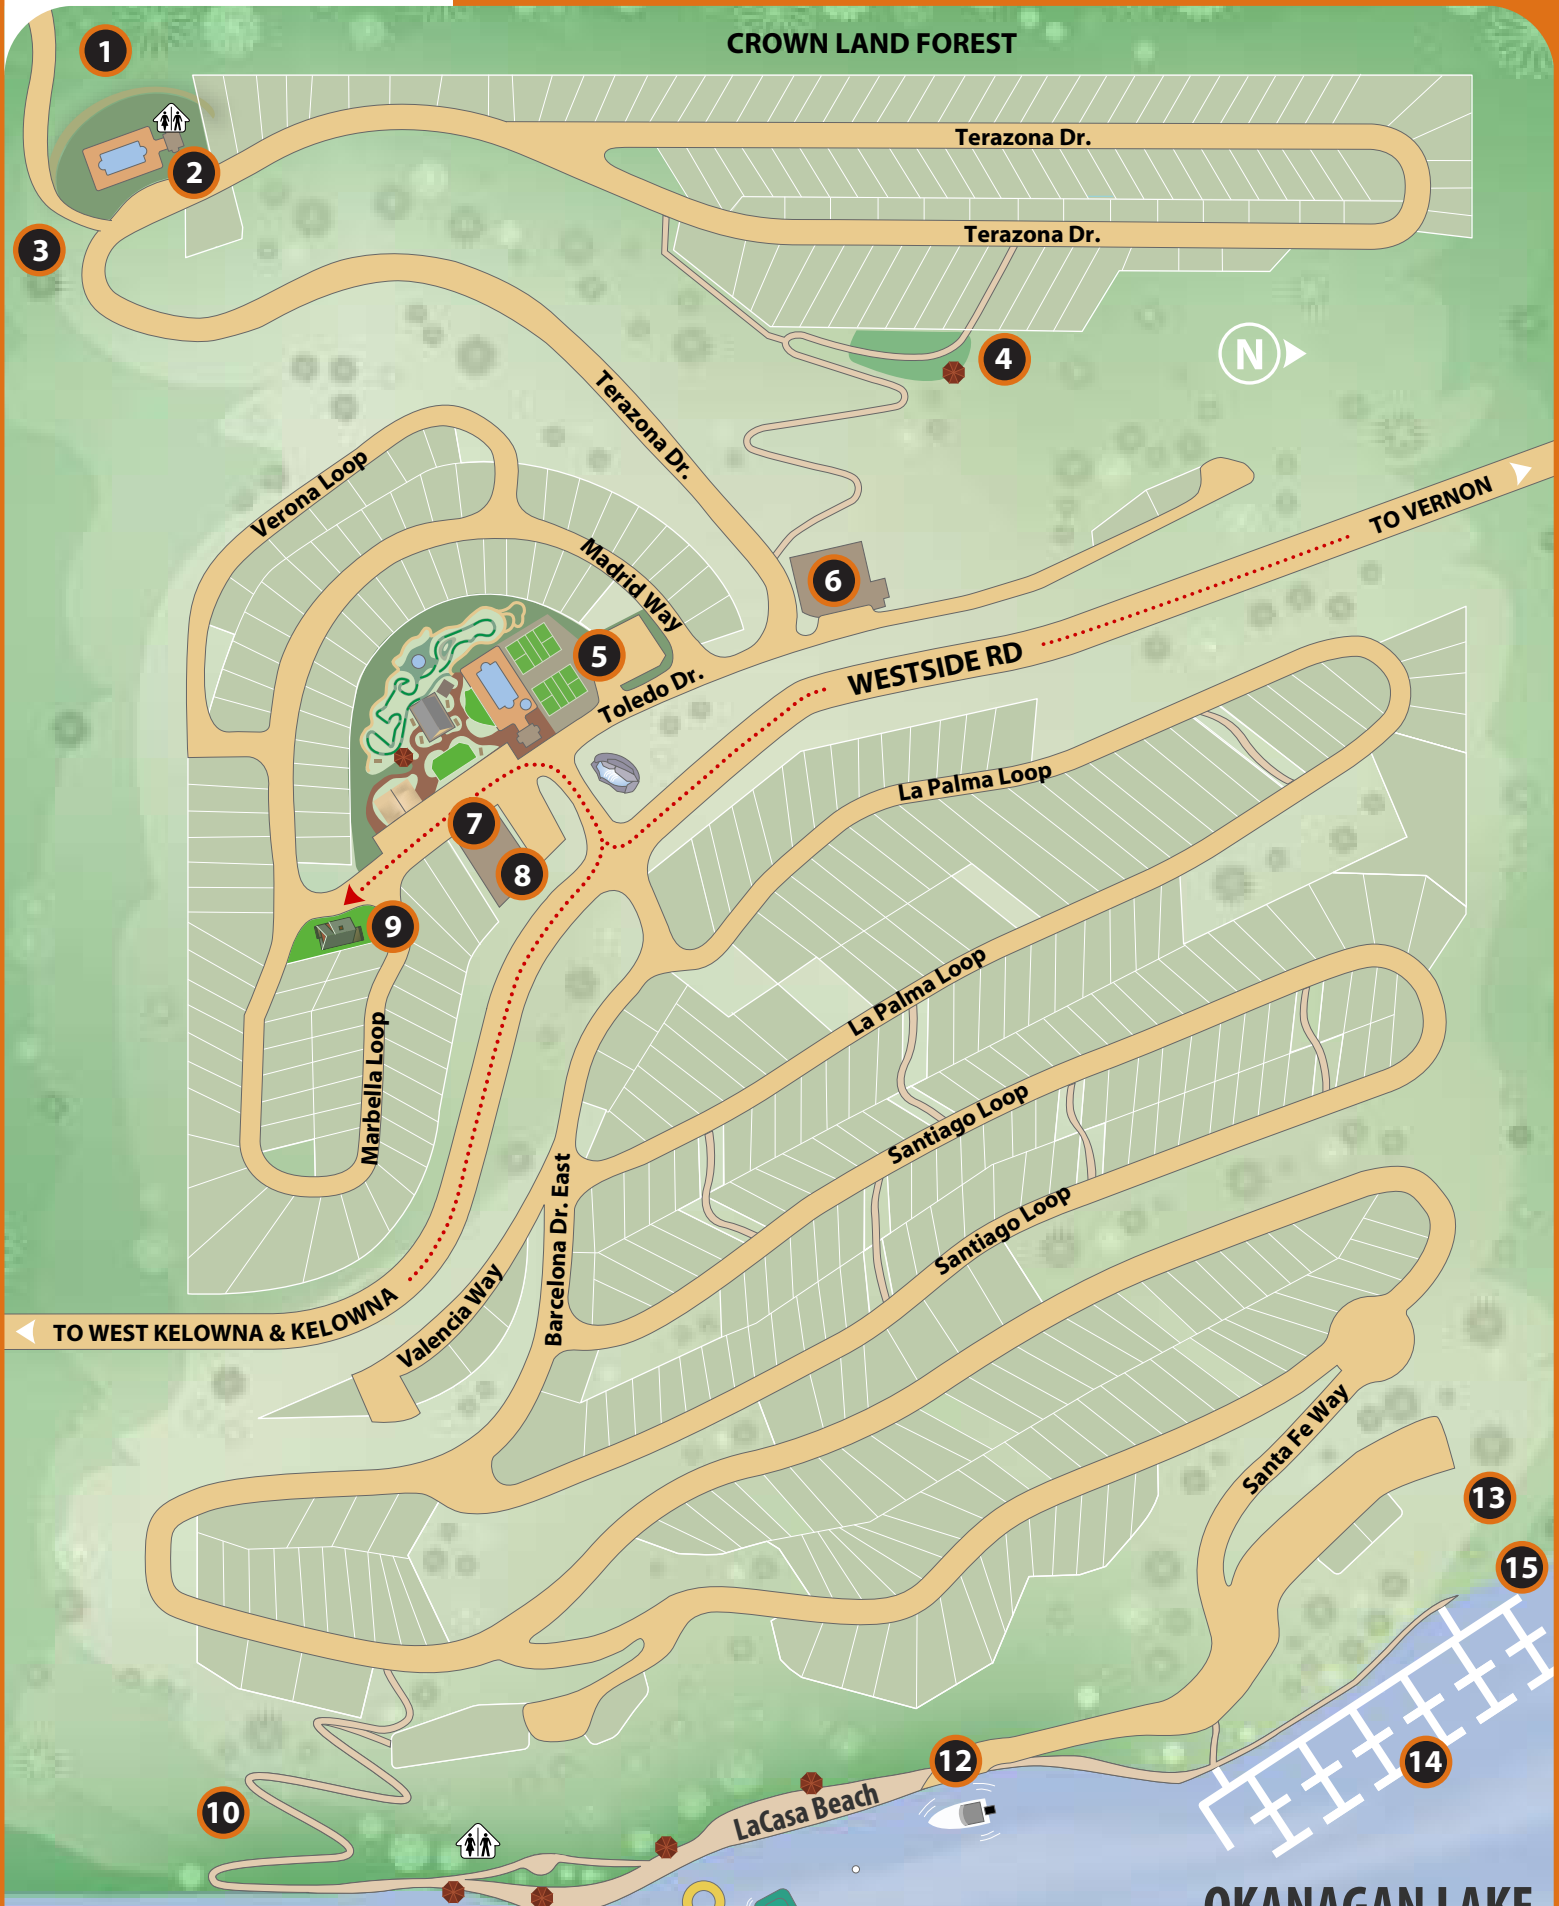 CROWN LAND FOREST
1
Terazona Dr.
2
Terazona Dr.
3
N
4
Terazona Dr.
Verona Loop
TO VERNON
Madrid Way
6
5
WESTSIDE RD
Toledo Dr.
La Palma Loop
7
8
9
La Palma Loop
Marbella Loop
Santiago Loop
Barcelona Dr. East
Santiago Loop
Valencia Way
TO WEST KELOWNA & KELOWNA
Santa Fe Way
13
15
12
14
LaCasa Beach
10
OKANAGAN LAKE